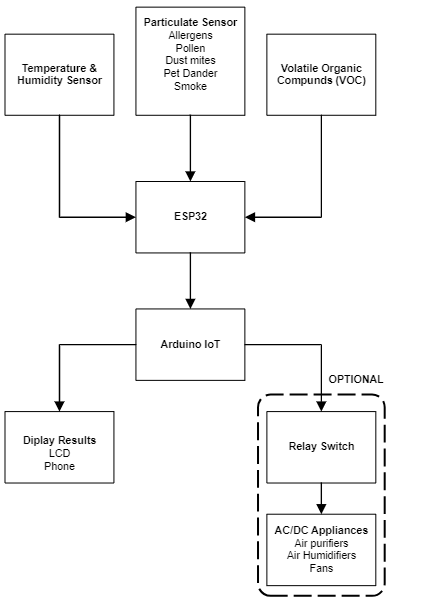 Temperature &
Humidity Sensor
Particulate Sensor
Allergens
Pollen
Dust mites
Pet Dander
Smoke
Volatile Organic
Compunds (VOC)
ESP32
Arduino IoT
OPTIONAL
Diplay Results
LCD
Phone
Relay Switch
AC/DC Appliances
Air purifiers
Air Humidifiers
Fans